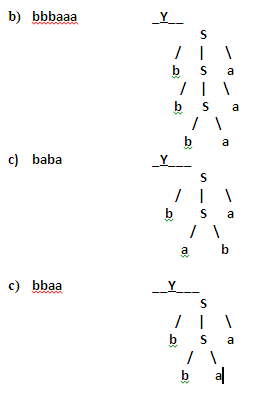 b) bbbaaa _Y__
S
/ | \
b S a
/ | \
b S a
/ \
b a
c) baba _Y___
S
/ | \
b S a
/ \
a b
c) bbaa __Y___
S
/ | \
b S a
/ \
b a